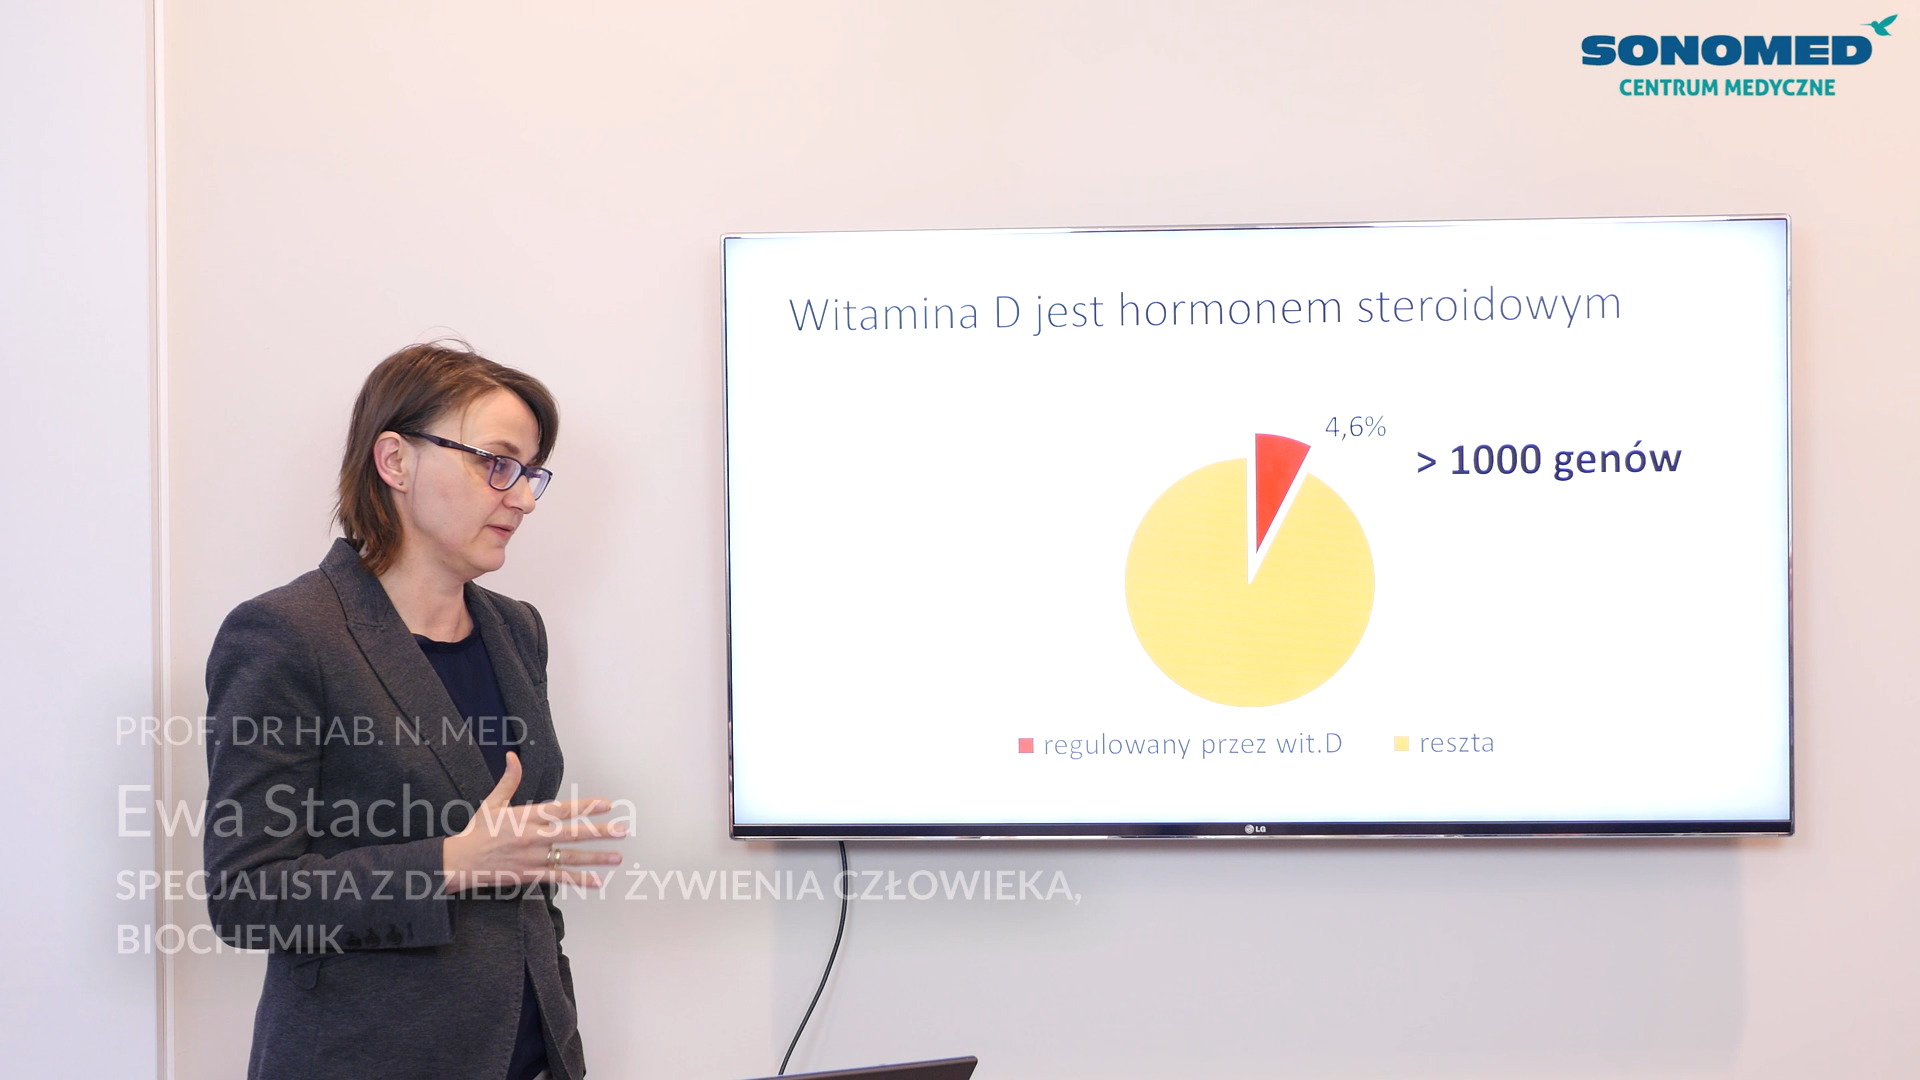 SONOMED
CENTRUM MEDYCZNE
Witamina D jest hormonem steroidowym
4,6%
> 1000 genów
regulowany przez wit.D
reszta
LG
PROF. DR HAB. N. MED.
Ewa Stachowska
SPECJALISTA Z DZIEDZINY ŻYWIENIA CZŁOWIEKA,
BIOCHEMIK